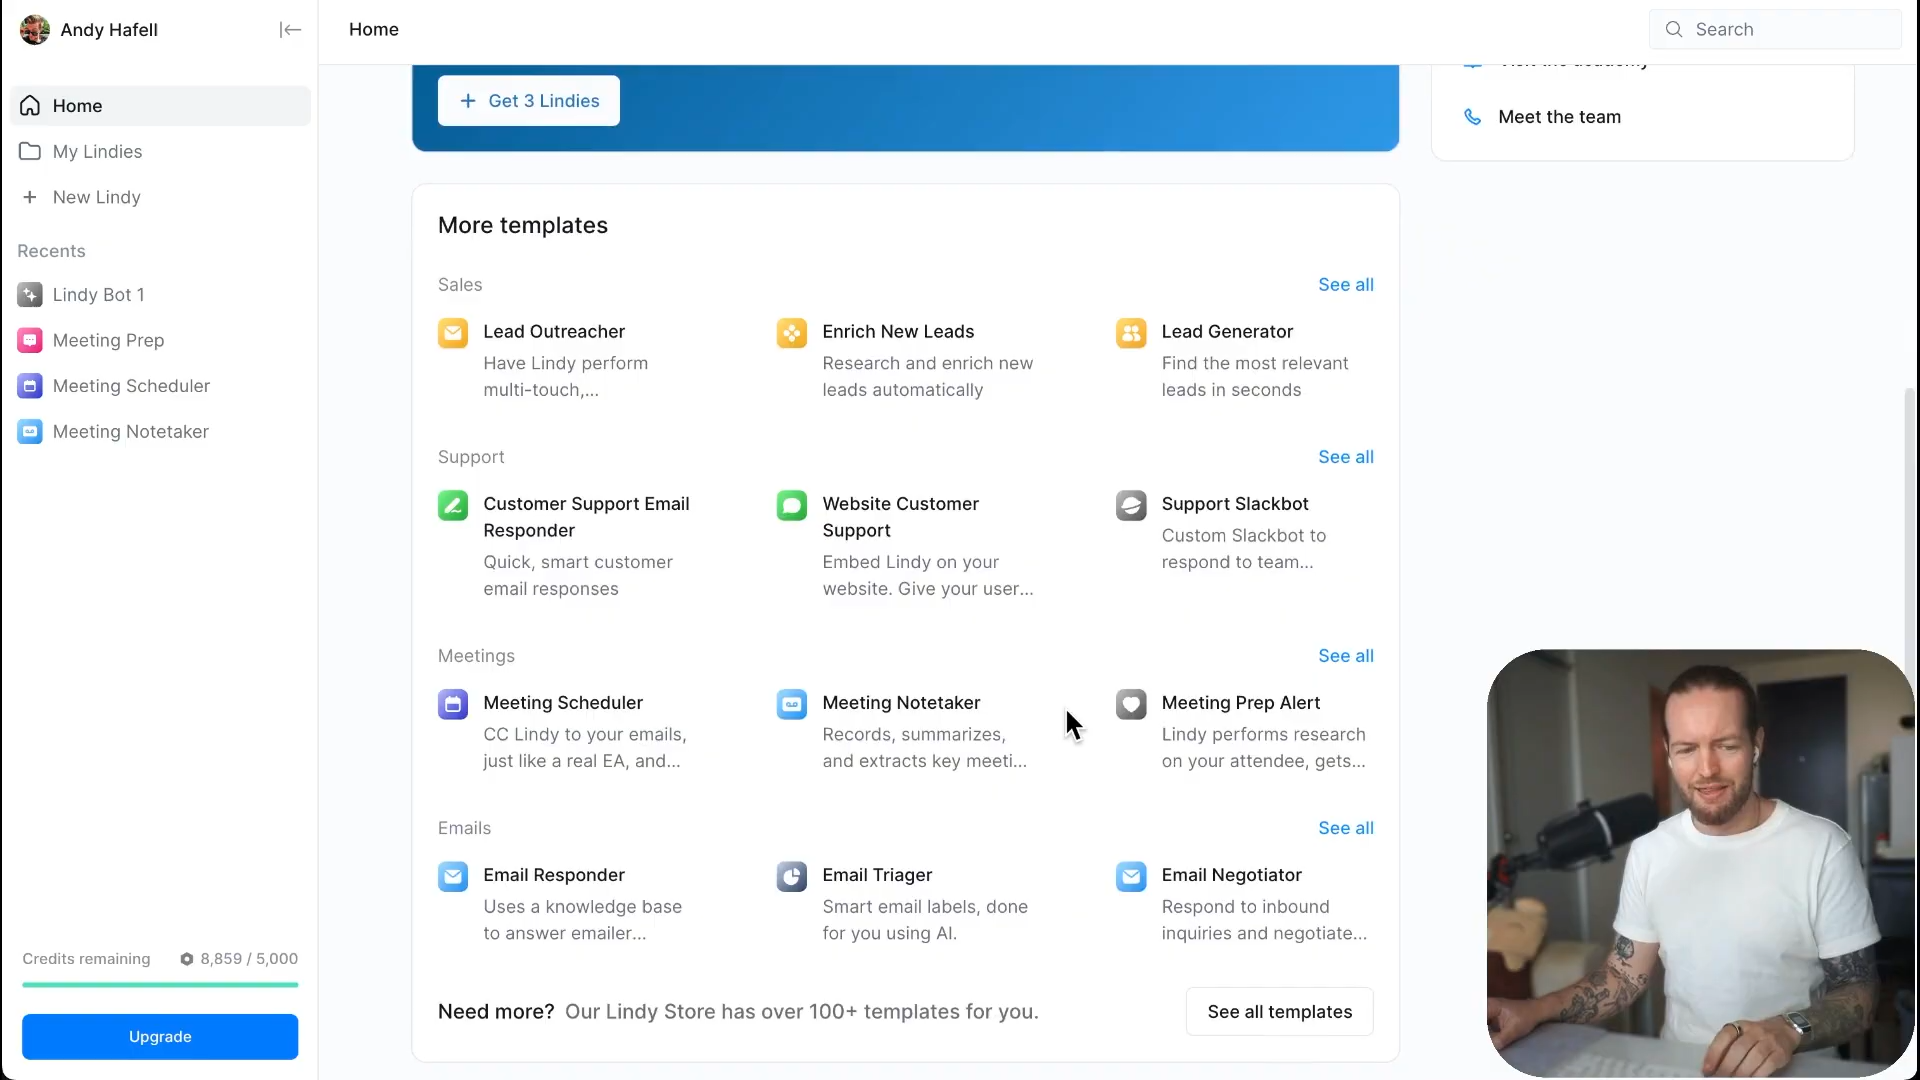 Andy Hafell
Home
Search
Home
My Lindies
New Lindy
Recents
Lindy Bot 1
Meeting Prep
Meeting Scheduler
Meeting Notetaker
Credits remaining 8,859 / 5,000
Upgrade
Get 3 Lindies
Visit the academy
Meet the team
More templates
Sales
See all
Lead Outreacher
Have Lindy perform
multi-touch,...
Enrich New Leads
Research and enrich new
leads automatically
Lead Generator
Find the most relevant
leads in seconds
Support
See all
Customer Support Email
Responder
Quick, smart customer
email responses
Website Customer
Support
Embed Lindy on your
website. Give your user...
Support Slackbot
Custom Slackbot to
respond to team...
Meetings
See all
Meeting Scheduler
CC Lindy to your emails,
just like a real EA, and...
Meeting Notetaker
Records, summarizes,
and extracts key meeti...
Meeting Prep Alert
Lindy performs research
on your attendee, gets...
Emails
See all
Email Responder
Uses a knowledge base
to answer emailer...
Email Triager
Smart email labels, done
for you using AI.
Email Negotiator
Respond to inbound
inquiries and negotiate...
Need more? Our Lindy Store has over 100+ templates for you.
See all templates